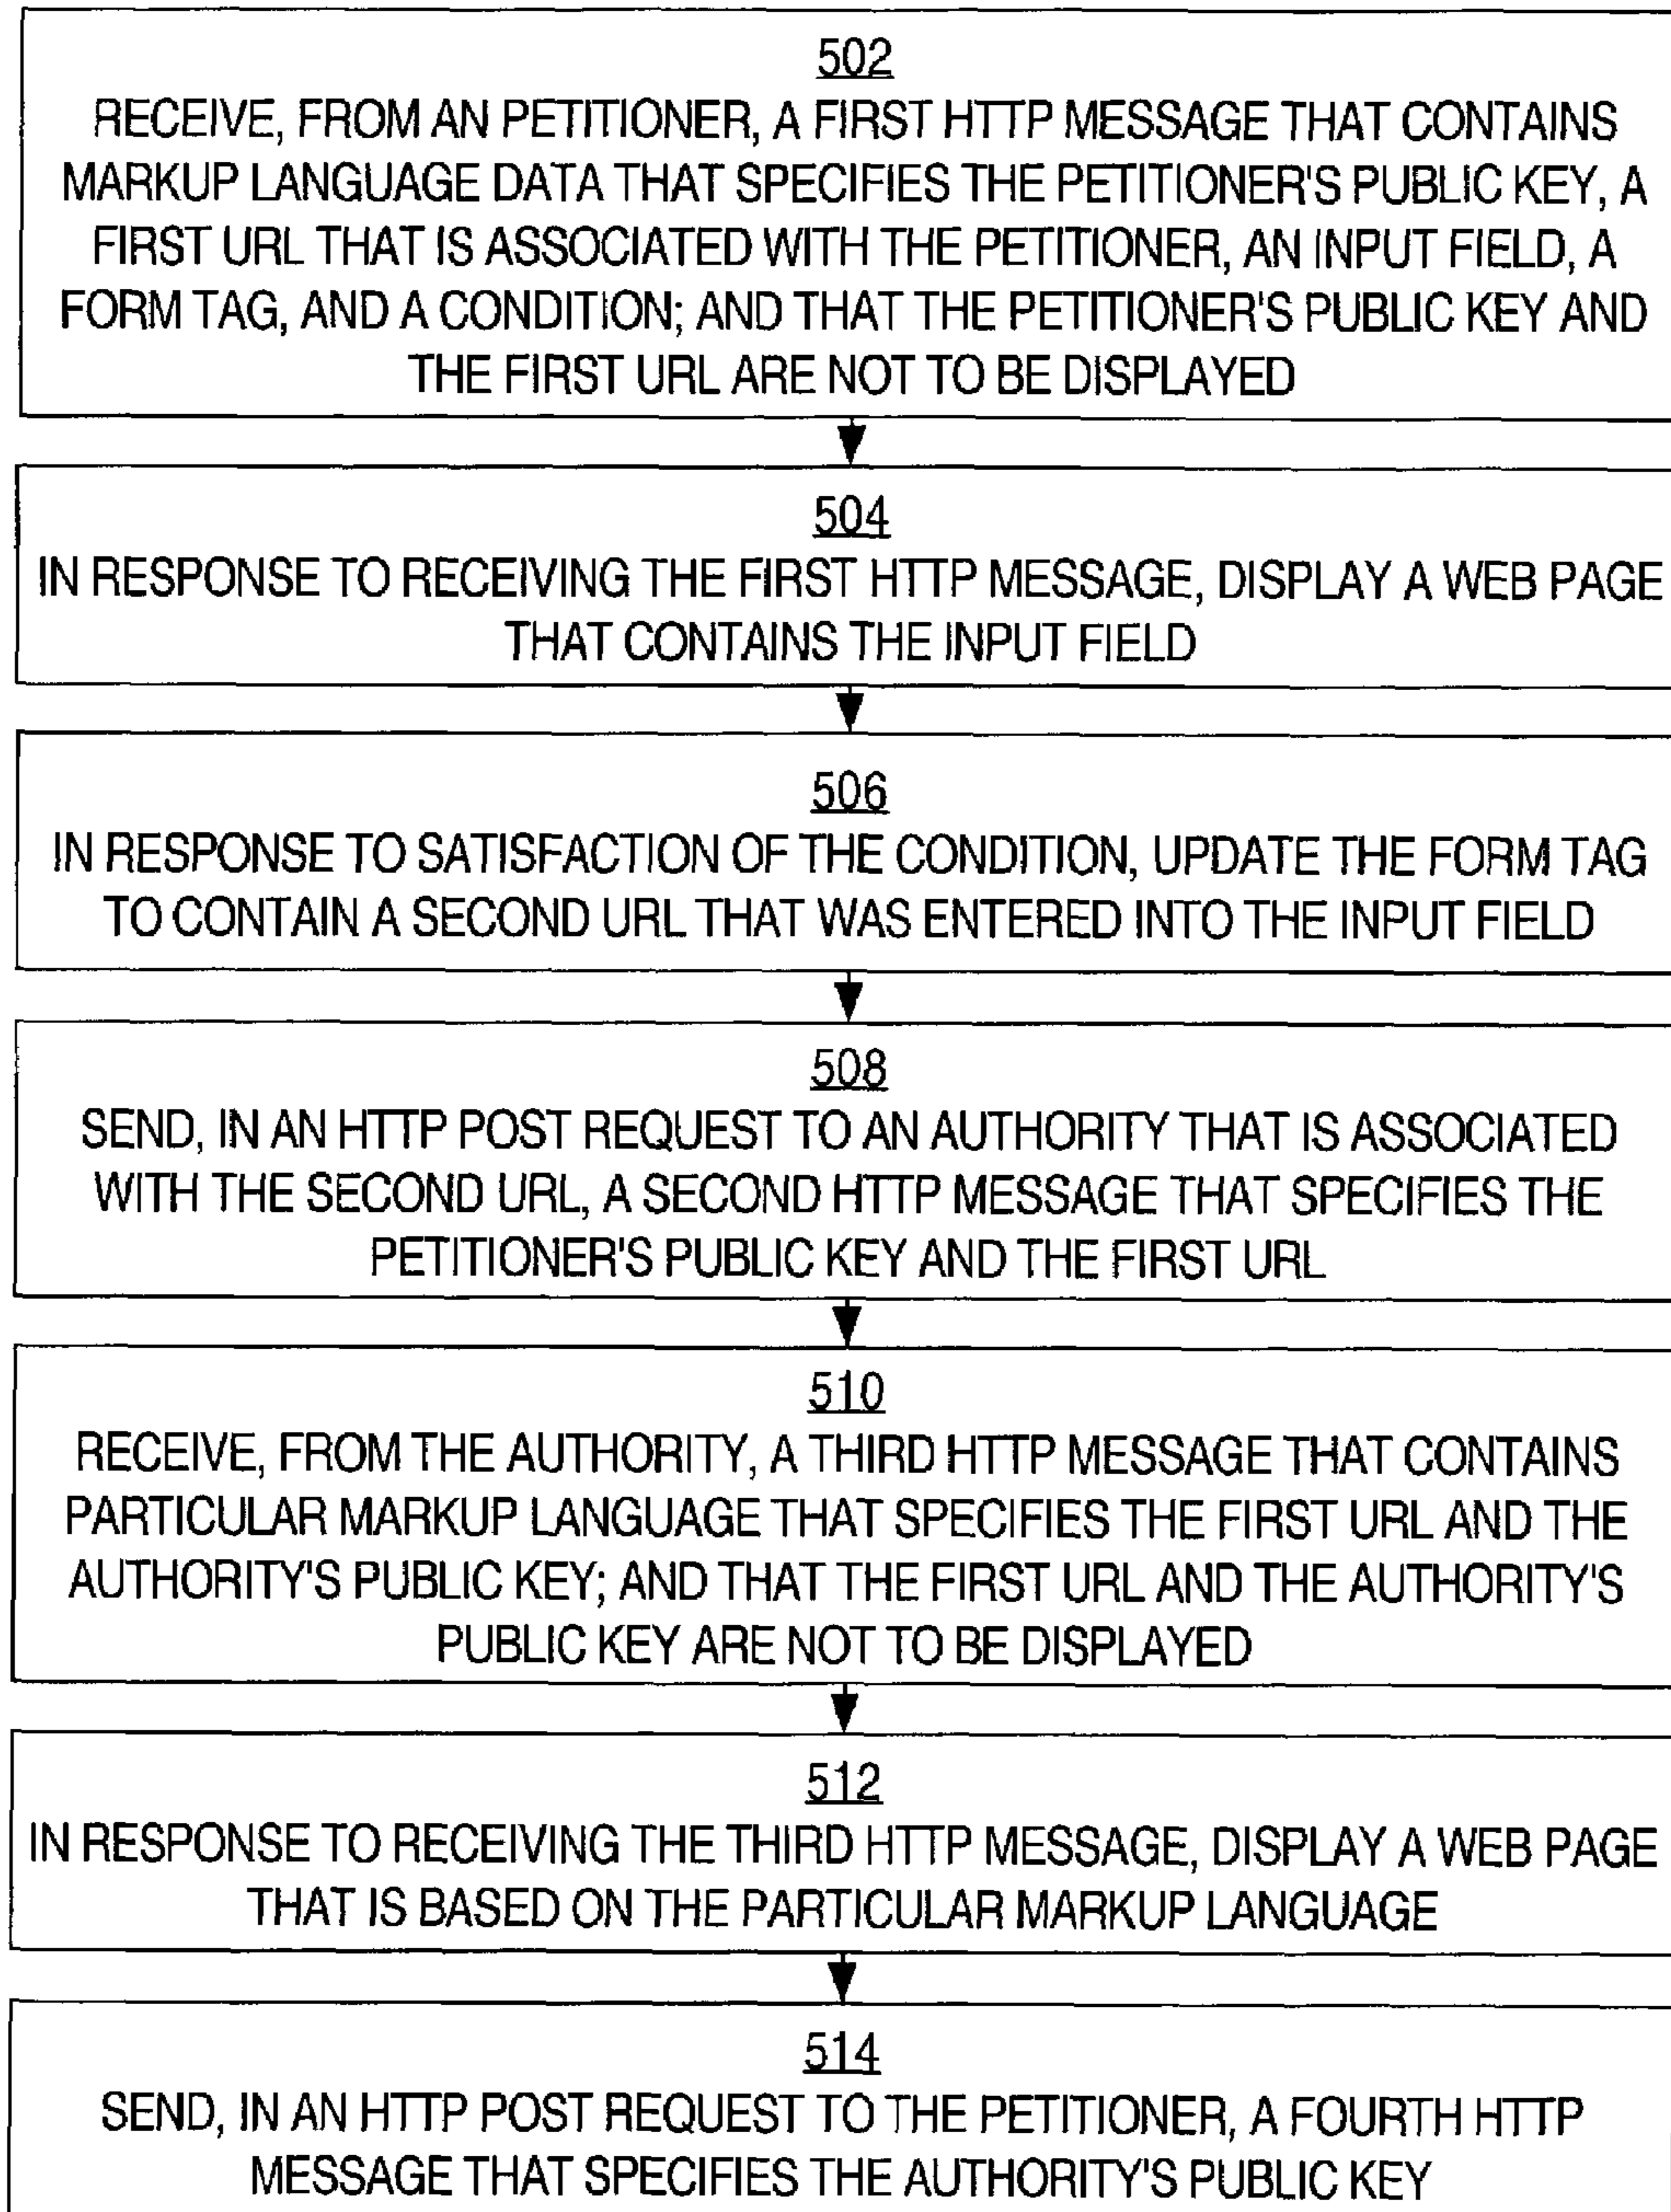 502
RECEIVE, FROM AN PETITIONER, A FIRST HTTP MESSAGE THAT CONTAINS
MARKUP LANGUAGE DATA THAT SPECIFIES THE PETITIONER'S PUBLIC KEY, A
FIRST URL THAT IS ASSOCIATED WITH THE PETITIONER, AN INPUT FIELD, A
FORM TAG, AND A CONDITION; AND THAT THE PETITIONER'S PUBLIC KEY AND
THE FIRST URL ARE NOT TO BE DISPLAYED
504
IN RESPONSE TO RECEIVING THE FIRST HTTP MESSAGE, DISPLAY A WEB PAGE
THAT CONTAINS THE INPUT FIELD
506
IN RESPONSE TO SATISFACTION OF THE CONDITION, UPDATE THE FORM TAG
TO CONTAIN A SECOND URL THAT WAS ENTERED INTO THE INPUT FIELD
508
SEND, IN AN HTTP POST REQUEST TO AN AUTHORITY THAT IS ASSOCIATED
WITH THE SECOND URL, A SECOND HTTP MESSAGE THAT SPECIFIES THE
PETITIONER'S PUBLIC KEY AND THE FIRST URL
510
RECEIVE, FROM THE AUTHORITY, A THIRD HTTP MESSAGE THAT CONTAINS
PARTICULAR MARKUP LANGUAGE THAT SPECIFIES THE FIRST URL AND THE
AUTHORITY'S PUBLIC KEY; AND THAT THE FIRST URL AND THE AUTHORITY'S
PUBLIC KEY ARE NOT TO BE DISPLAYED
512
IN RESPONSE TO RECEIVING THE THIRD HTTP MESSAGE, DISPLAY A WEB PAGE
THAT IS BASED ON THE PARTICULAR MARKUP LANGUAGE
514
SEND, IN AN HTTP POST REQUEST TO THE PETITIONER, A FOURTH HTTP
MESSAGE THAT SPECIFIES THE AUTHORITY'S PUBLIC KEY